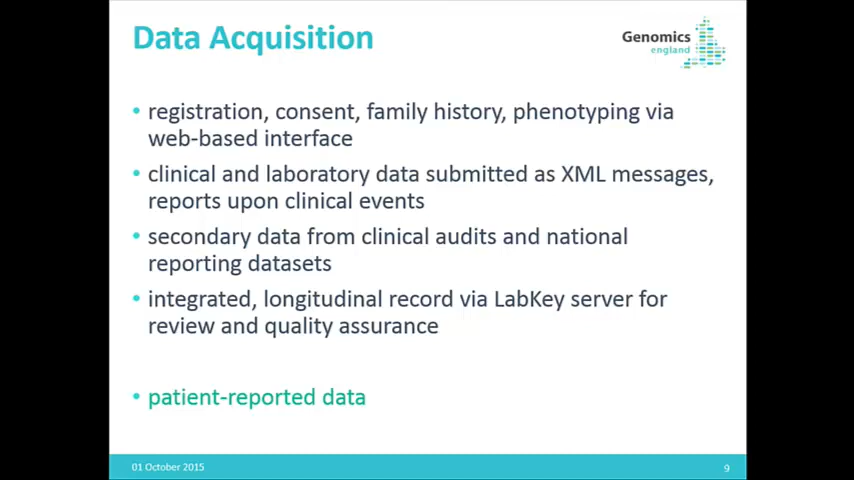 Data Acquisition
Genomics
england
• registration, consent, family history, phenotyping via
web-based interface
• clinical and laboratory data submitted as XML messages,
reports upon clinical events
• secondary data from clinical audits and national
reporting datasets
• integrated, longitudinal record via LabKey server for
review and quality assurance
• patient-reported data
01 October 2015
9